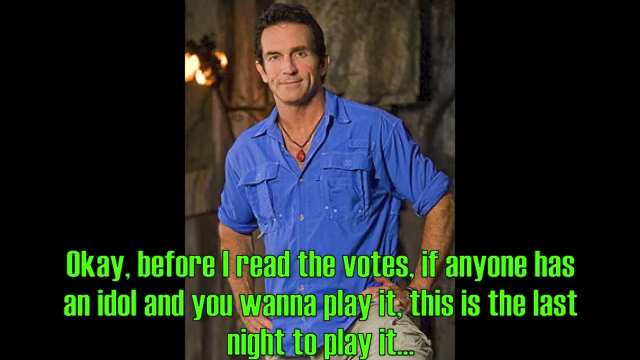 Okay, before I read the votes, if anyone has
an idol and you wanna play it, this is the last
night to play it...